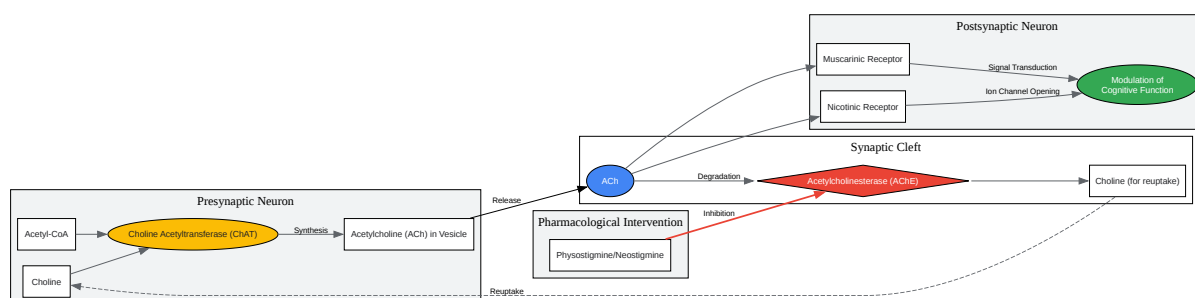 Postsynaptic Neuron
Muscarinic Receptor
Signal Transduction
Modulation of
Cognitive Function
Nicotinic Receptor
Ion Channel Opening
Synaptic Cleft
ACh
Degradation
Acetylcholinesterase (AChE)
Choline (for reuptake)
Presynaptic Neuron
Release
Acetyl-CoA
Choline Acetyltransferase (ChAT)
Synthesis
Acetylcholine (ACh) in Vesicle
Choline
Pharmacological Intervention
Inhibition
Physostigmine/Neostigmine
Reuptake